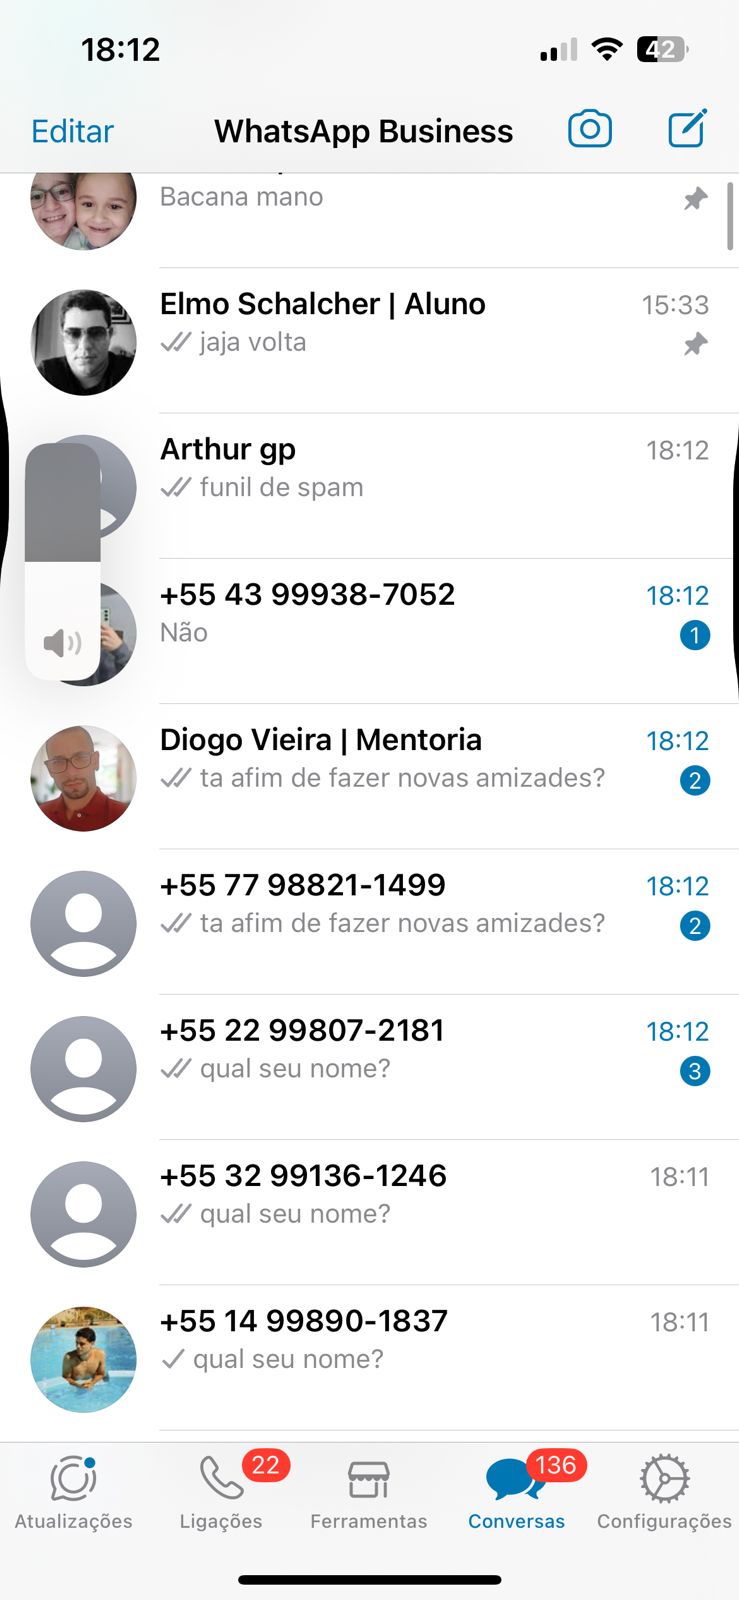 18:12
42
Editar
WhatsApp Business
Bacana mano
Elmo Schalcher | Aluno
15:33
jaja volta
Arthur gp
18:12
funil de spam
+55 43 99938-7052
18:12
Não
1
Diogo Vieira | Mentoria
18:12
ta afim de fazer novas amizades?
2
+55 77 98821-1499
18:12
ta afim de fazer novas amizades?
2
+55 22 99807-2181
18:12
qual seu nome?
3
+55 32 99136-1246
18:11
qual seu nome?
+55 14 99890-1837
18:11
qual seu nome?
22
136
Atualizações
Ligações
Ferramentas
Conversas
Configurações